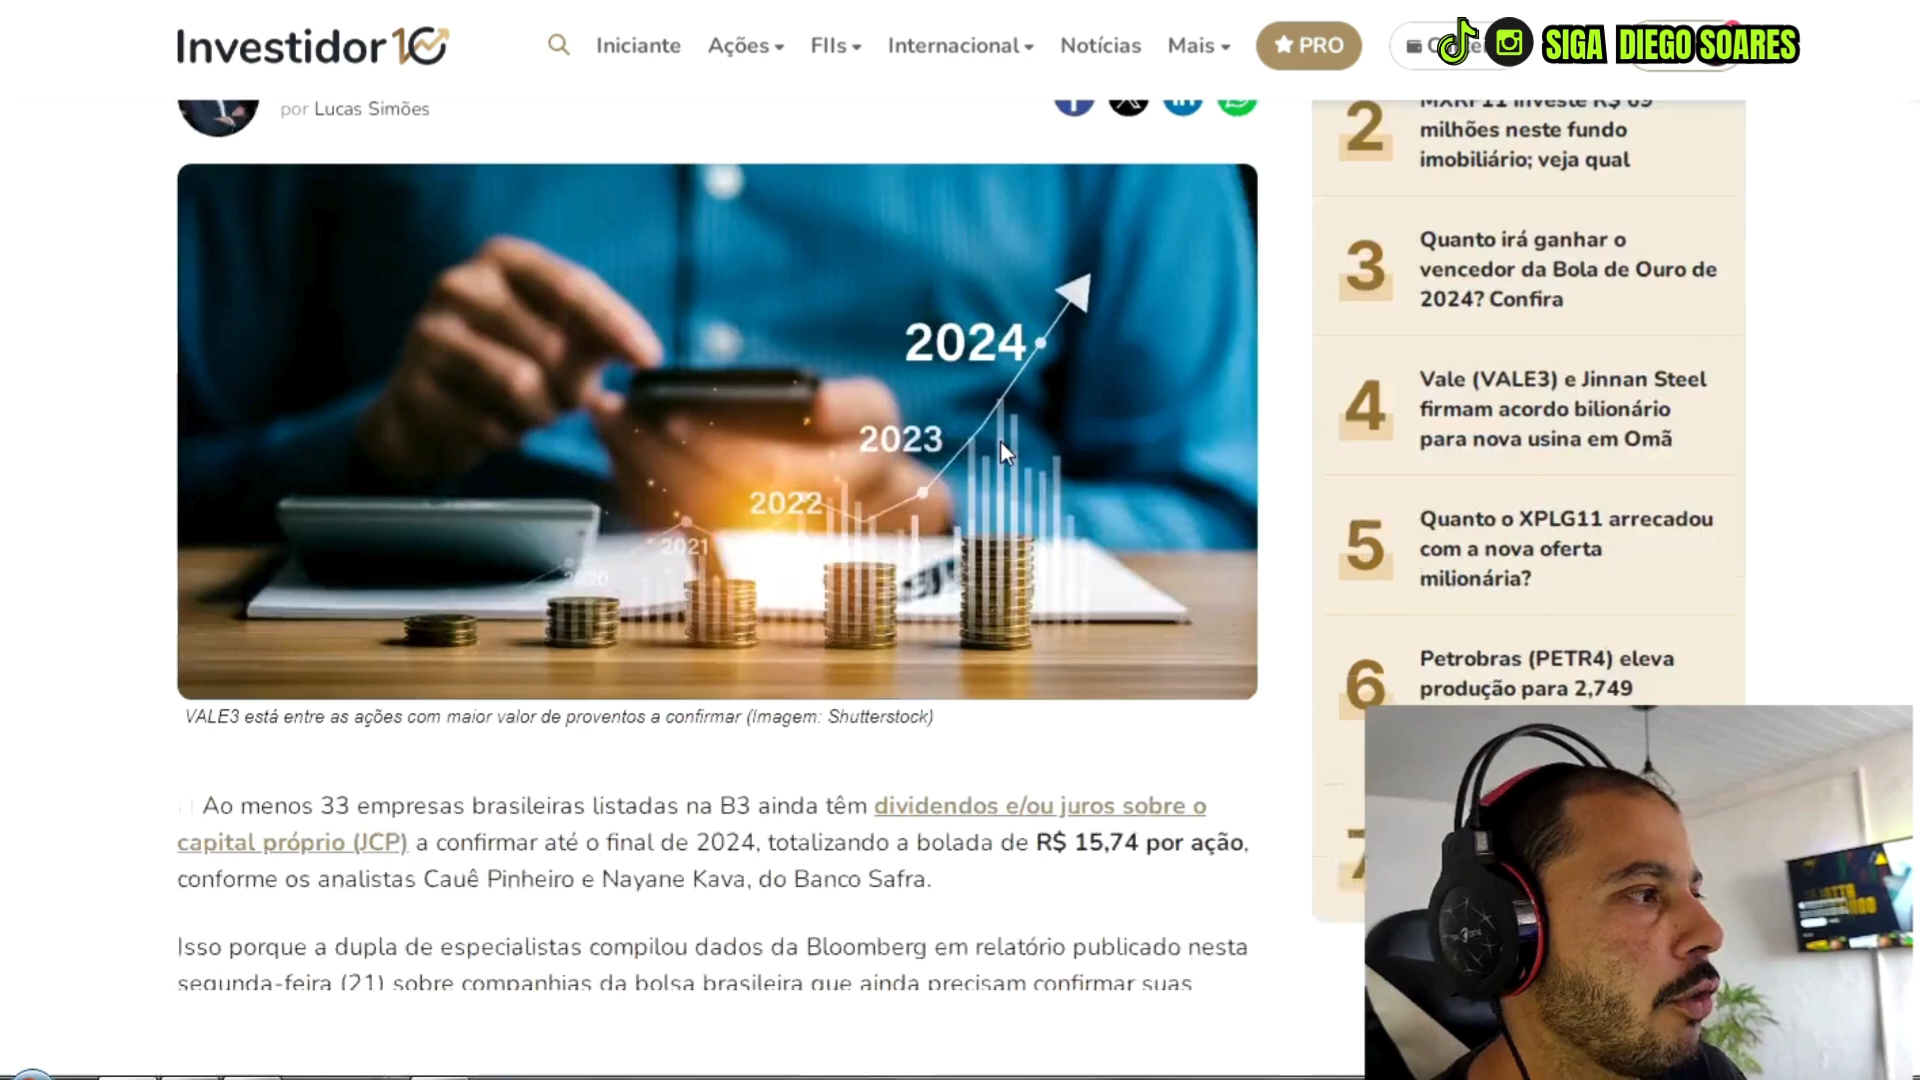 Investidor 10
Iniciante
Ações
FIIs
Internacional
Notícias
Mais
PRO
SIGA DIEGO SOARES
por Lucas Simões
2024
2023
2022
2021
2020
VALE3 está entre as ações com maior valor de proventos a confirmar (Imagem: Shutterstock)
Ao menos 33 empresas brasileiras listadas na B3 ainda têm dividendos e/ou juros sobre o
capital próprio (JCP) a confirmar até o final de 2024, totalizando a bolada de R$ 15,74 por ação,
conforme os analistas Cauê Pinheiro e Nayane Kava, do Banco Safra.
Isso porque a dupla de especialistas compilou dados da Bloomberg em relatório publicado nesta
segunda-feira (21) sobre companhias da bolsa brasileira que ainda precisam confirmar suas
2
MXRF11 investe R$ 69
milhões neste fundo
imobiliário; veja qual
3
Quanto irá ganhar o
vencedor da Bola de Ouro de
2024? Confira
4
Vale (VALE3) e Jinnan Steel
firmam acordo bilionário
para nova usina em Omã
5
Quanto o XPLG11 arrecadou
com a nova oferta
milionária?
6
Petrobras (PETR4) eleva
produção para 2,749
7